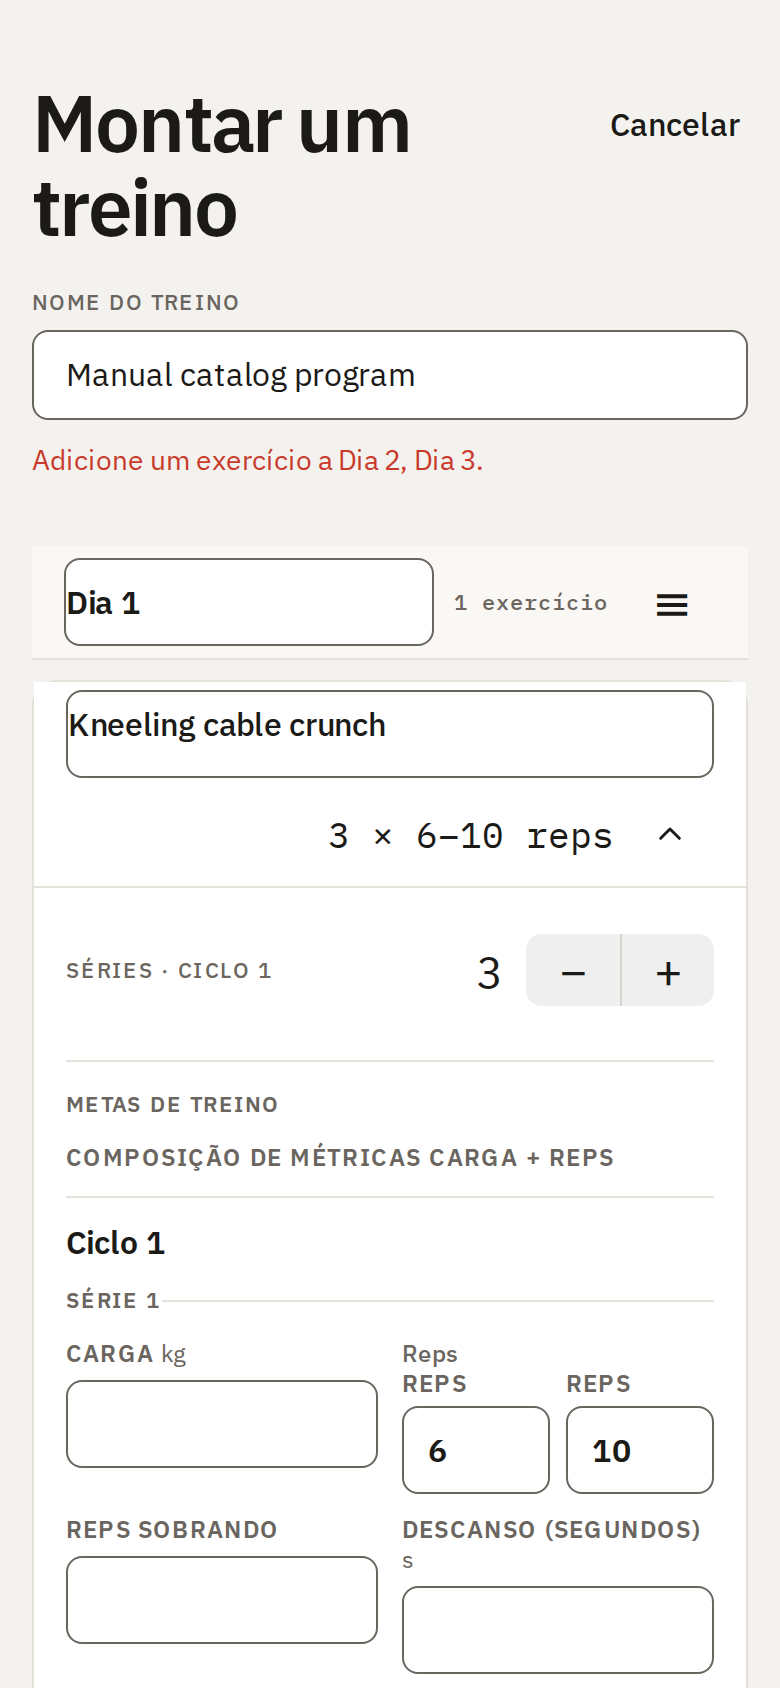 Montar um
treino
Cancelar
NOME DO TREINO
Manual catalog program
Adicione um exercício a Dia 2, Dia 3.
Dia 1
1 exercício
Kneeling cable crunch
3 × 6–10 reps
SÉRIES · CICLO 1
3
− +
METAS DE TREINO
COMPOSIÇÃO DE MÉTRICAS CARGA + REPS
Ciclo 1
SÉRIE 1
CARGA kg
Reps
REPS REPS
6 10
REPS SOBRANDO
DESCANSO (SEGUNDOS)
s